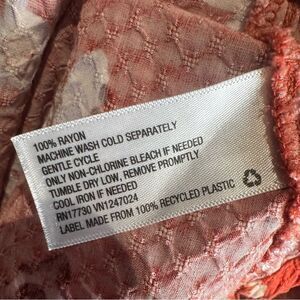 100% RAYON
MACHINE WASH COLD SEPARATELY
GENTLE CYCLE
ONLY NON-CHLORINE BLEACH IF NEEDED
TUMBLE DRY LOW, REMOVE PROMPTLY
COOL IRON IF NEEDED
RN17730 VN1247024
LABEL MADE FROM 100% RECYCLED PLASTIC